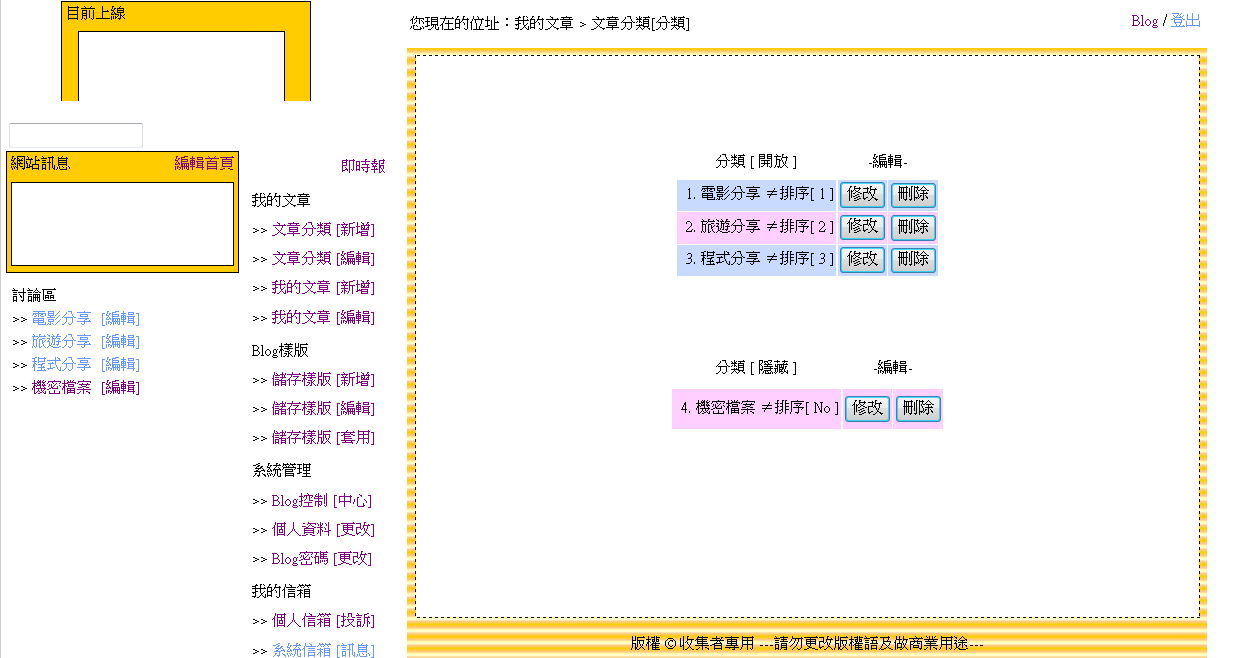 目前上線
您現在的位址：我的文章 > 文章分類[分類]
Blog / 登出
網站訊息 編輯首頁
討論區
>> 電影分享 [編輯]
>> 旅遊分享 [編輯]
>> 程式分享 [編輯]
>> 機密檔案 [編輯]
即時報
我的文章
>> 文章分類 [新增]
>> 文章分類 [編輯]
>> 我的文章 [新增]
>> 我的文章 [編輯]
Blog樣版
>> 儲存樣版 [新增]
>> 儲存樣版 [編輯]
>> 儲存樣版 [套用]
系統管理
>> Blog控制 [中心]
>> 個人資料 [更改]
>> Blog密碼 [更改]
我的信箱
>> 個人信箱 [投訴]
>> 系統信箱 [訊息]
分類 [ 開放 ] -編輯-
1. 電影分享 ≠排序[ 1 ] 修改 刪除
2. 旅遊分享 ≠排序[ 2 ] 修改 刪除
3. 程式分享 ≠排序[ 3 ] 修改 刪除
分類 [ 隱藏 ] -編輯-
4. 機密檔案 ≠排序[ No ] 修改 刪除
版權 © 收集者專用 ---請勿更改版權語及做商業用途---